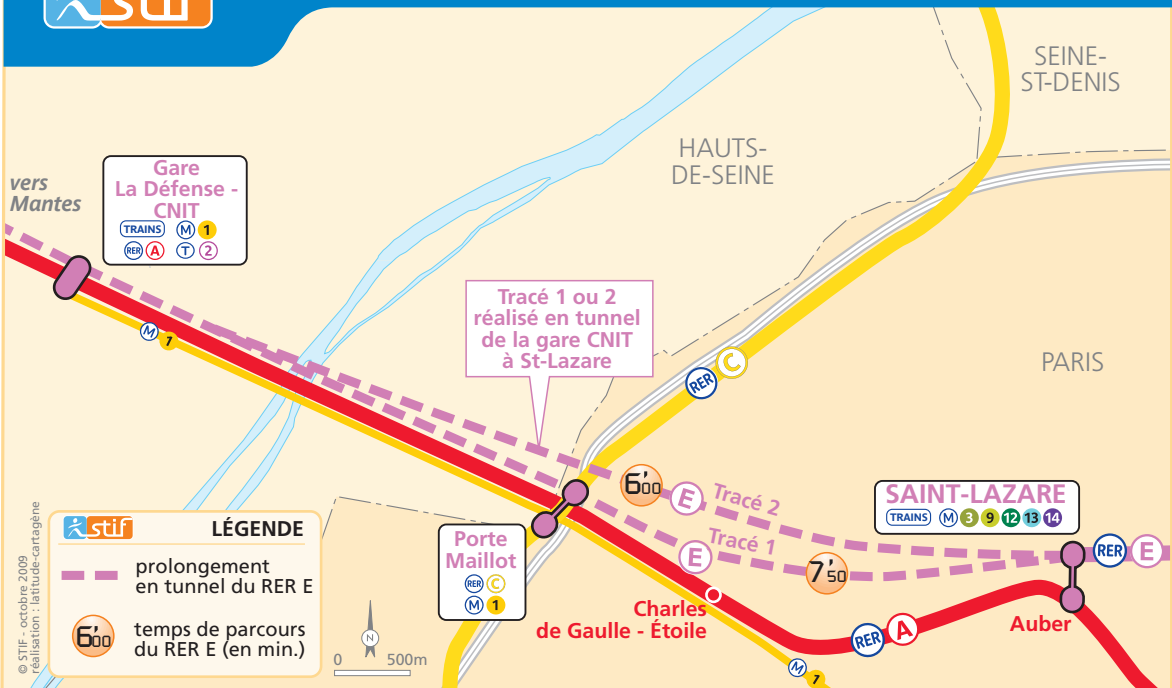 stif
SEINE-
ST-DENIS
HAUTS-
DE-SEINE
PARIS
vers
Mantes
Gare
La Défense -
CNIT
TRAINS M 1
RER A T 2
M 1
Tracé 1 ou 2
réalisé en tunnel
de la gare CNIT
à St-Lazare
RER C
6'00
E Tracé 2
E Tracé 1
7'50
SAINT-LAZARE
TRAINS M 3 9 12 13 14
RER E
Porte
Maillot
RER C
M 1
Charles
de Gaulle - Étoile
RER A
Auber
M 1
stif LÉGENDE
prolongement
en tunnel du RER E
6'00 temps de parcours
du RER E (en min.)
N
0 500m
© STIF - octobre 2009
réalisation : latitude-cartagène